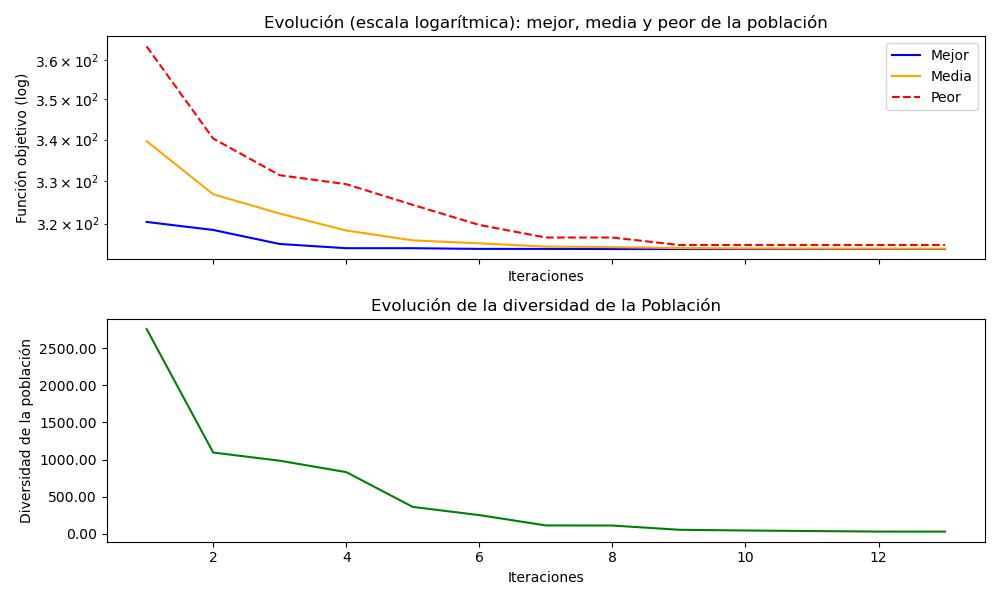 Evolución (escala logarítmica): mejor, media y peor de la población
Función objetivo (log)
3.6 × 10²
3.5 × 10²
3.4 × 10²
3.3 × 10²
3.2 × 10²
Mejor
Media
Peor
Iteraciones
Evolución de la diversidad de la Población
Diversidad de la población
2500.00
2000.00
1500.00
1000.00
500.00
0.00
2 4 6 8 10 12
Iteraciones